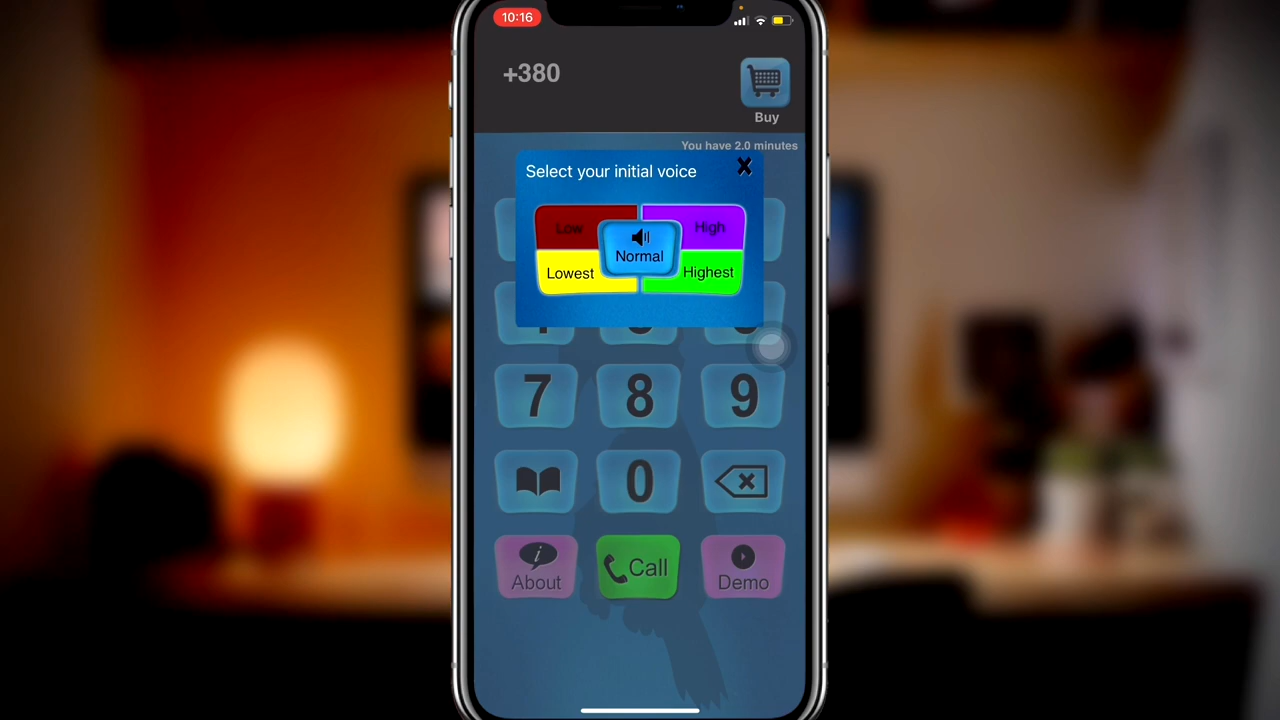 10:16
+380
Buy
You have 2.0 minutes
Select your initial voice
Low
High
Normal
Lowest
Highest
7 8 9
0
About
Call
Demo